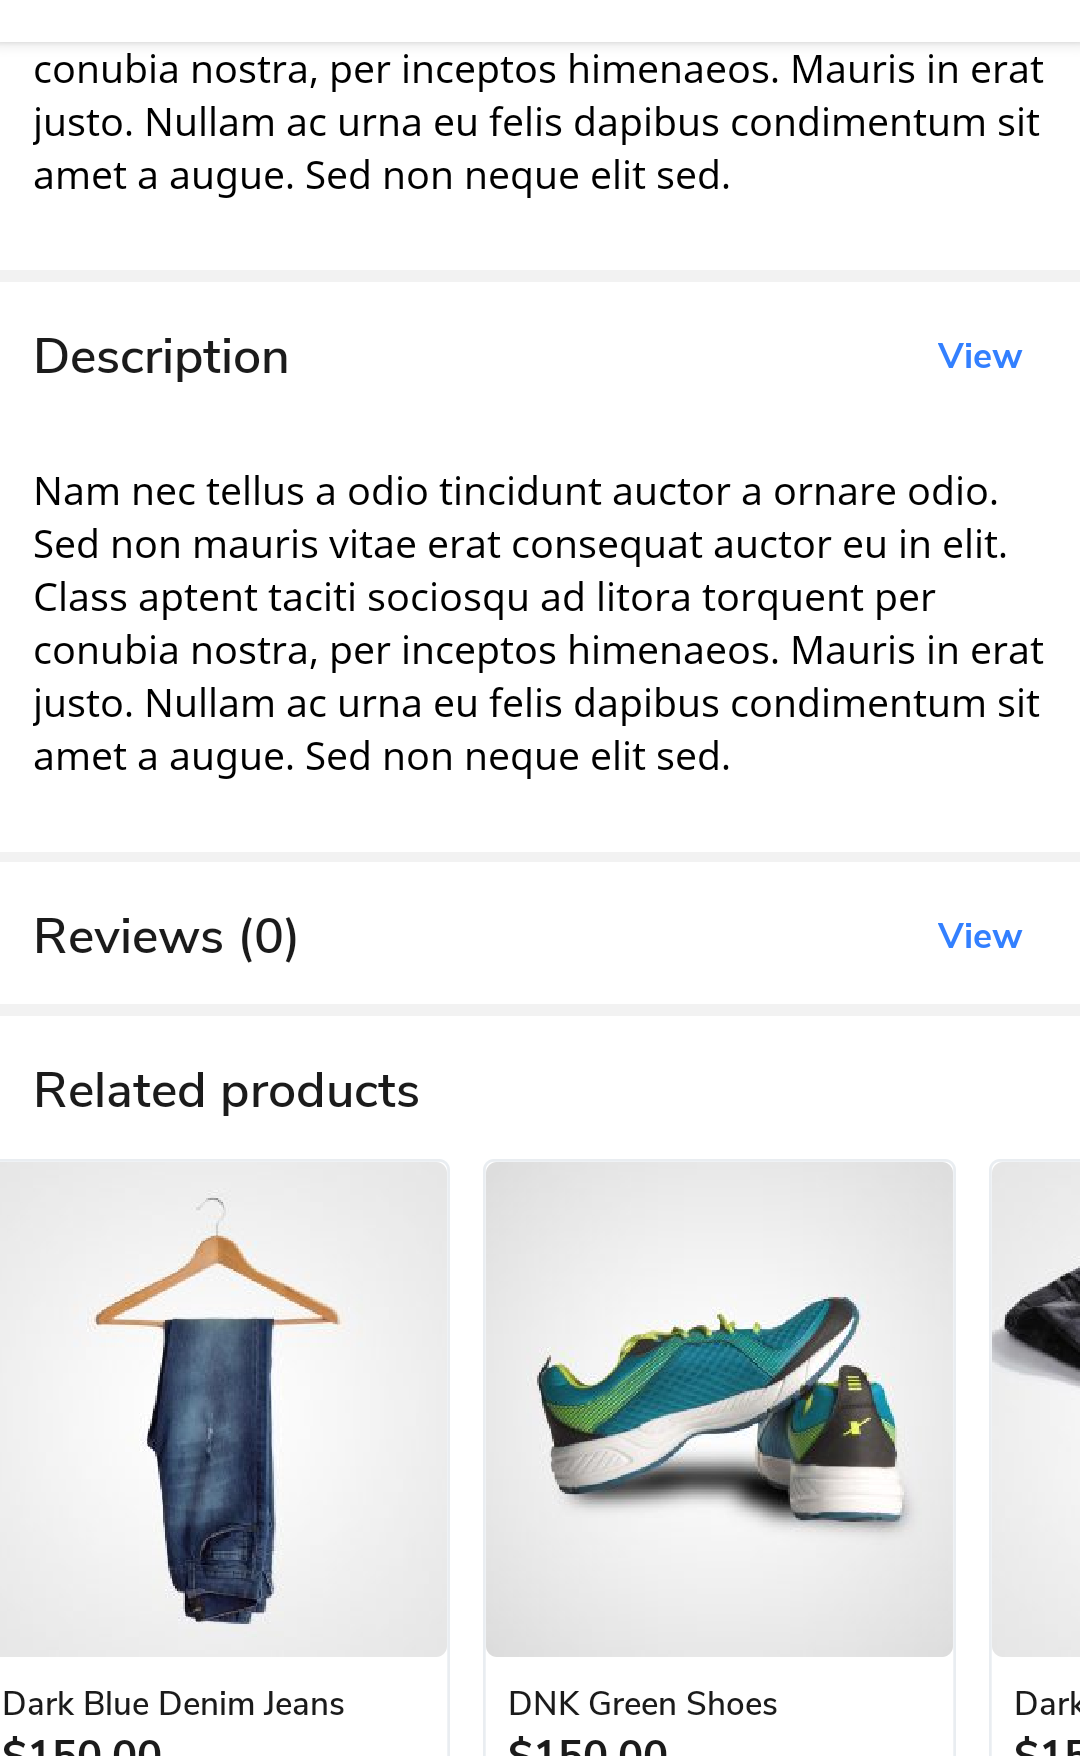 conubia nostra, per inceptos himenaeos. Mauris in erat
justo. Nullam ac urna eu felis dapibus condimentum sit
amet a augue. Sed non neque elit sed.
Description
View
Nam nec tellus a odio tincidunt auctor a ornare odio.
Sed non mauris vitae erat consequat auctor eu in elit.
Class aptent taciti sociosqu ad litora torquent per
conubia nostra, per inceptos himenaeos. Mauris in erat
justo. Nullam ac urna eu felis dapibus condimentum sit
amet a augue. Sed non neque elit sed.
Reviews (0)
View
Related products
Dark Blue Denim Jeans
$150.00
DNK Green Shoes
$150.00
Dark